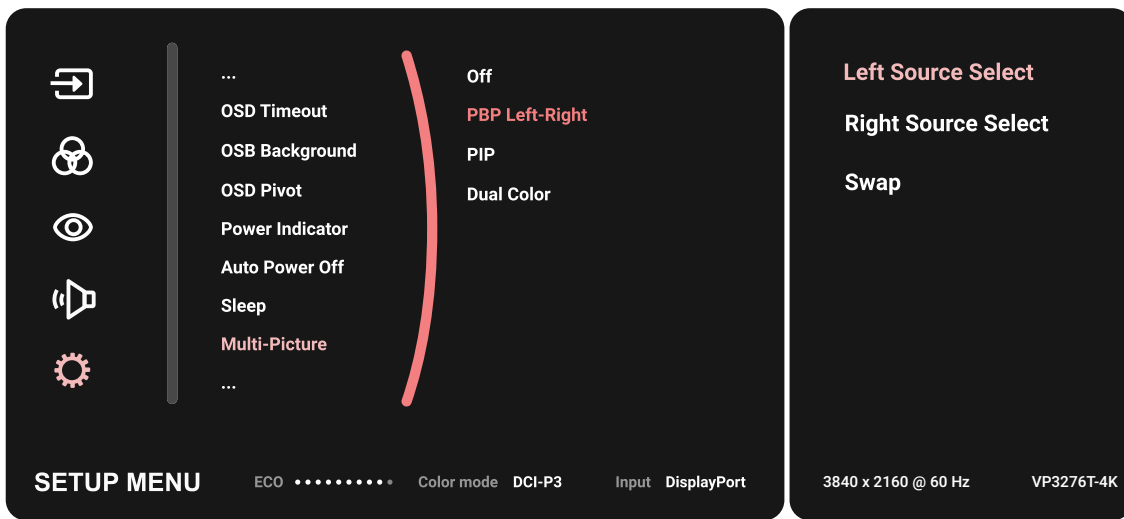 ...
OSD Timeout
OSB Background
OSD Pivot
Power Indicator
Auto Power Off
Sleep
Multi-Picture
...
Off
PBP Left-Right
PIP
Dual Color
Left Source Select
Right Source Select
Swap
SETUP MENU
ECO
Color mode DCI-P3
Input DisplayPort
3840 x 2160 @ 60 Hz
VP3276T-4K